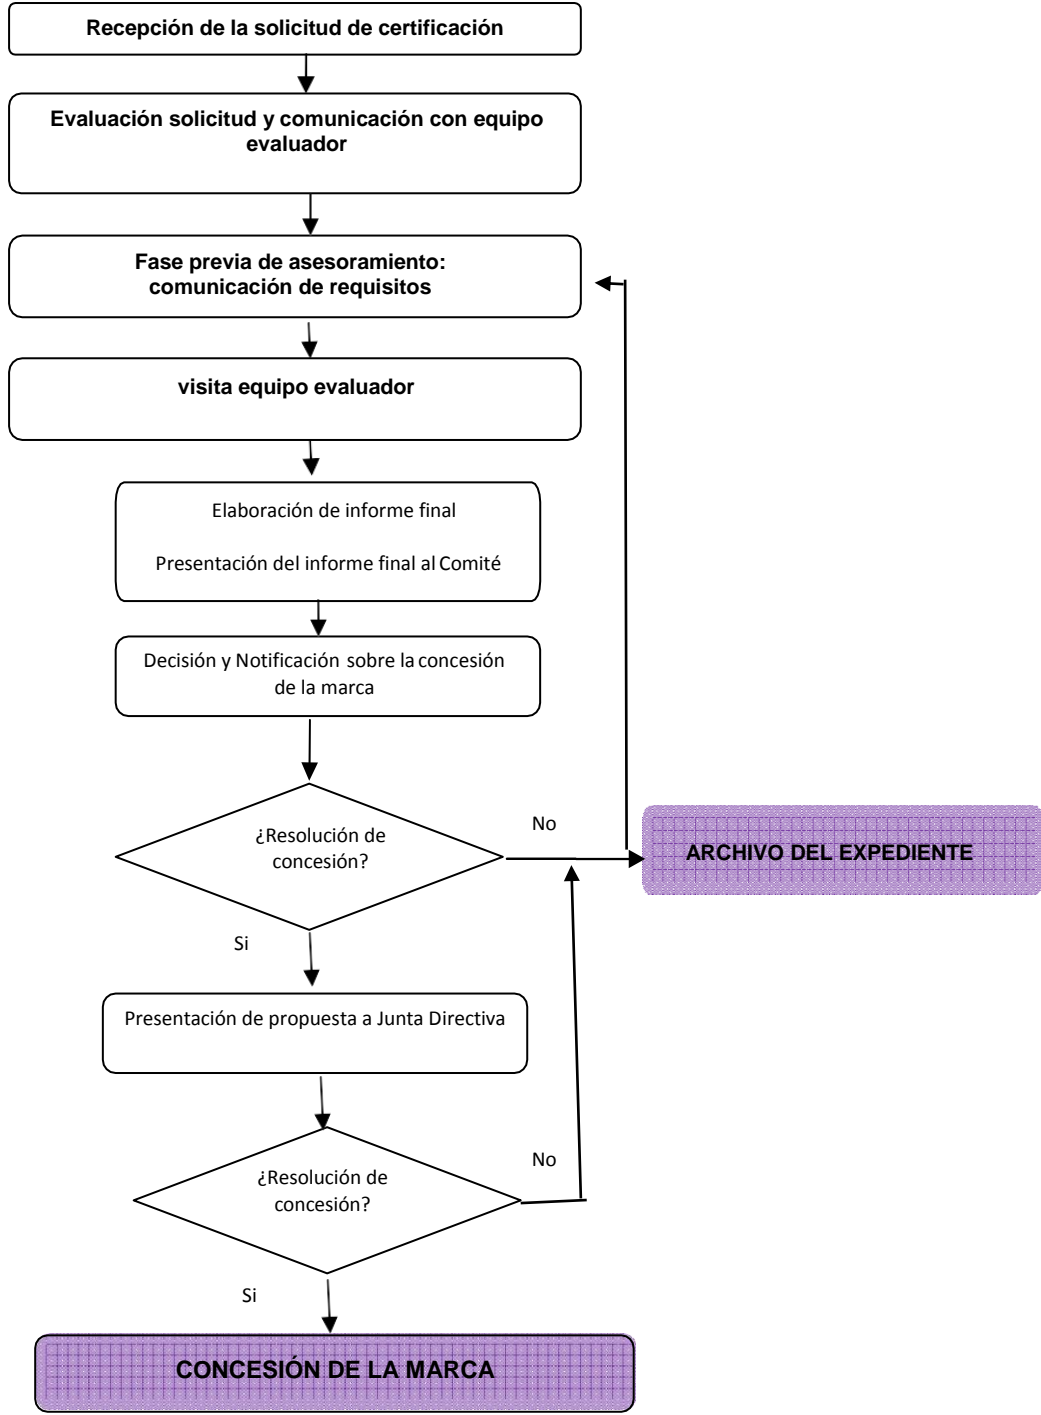 Recepción de la solicitud de certificación
Evaluación solicitud y comunicación con equipo
evaluador
Fase previa de asesoramiento:
comunicación de requisitos
visita equipo evaluador
Elaboración de informe final
Presentación del informe final al Comité
Decisión y Notificación sobre la concesión
de la marca
¿Resolución de
concesión?
No
ARCHIVO DEL EXPEDIENTE
Si
Presentación de propuesta a Junta Directiva
¿Resolución de
concesión?
No
Si
CONCESIÓN DE LA MARCA